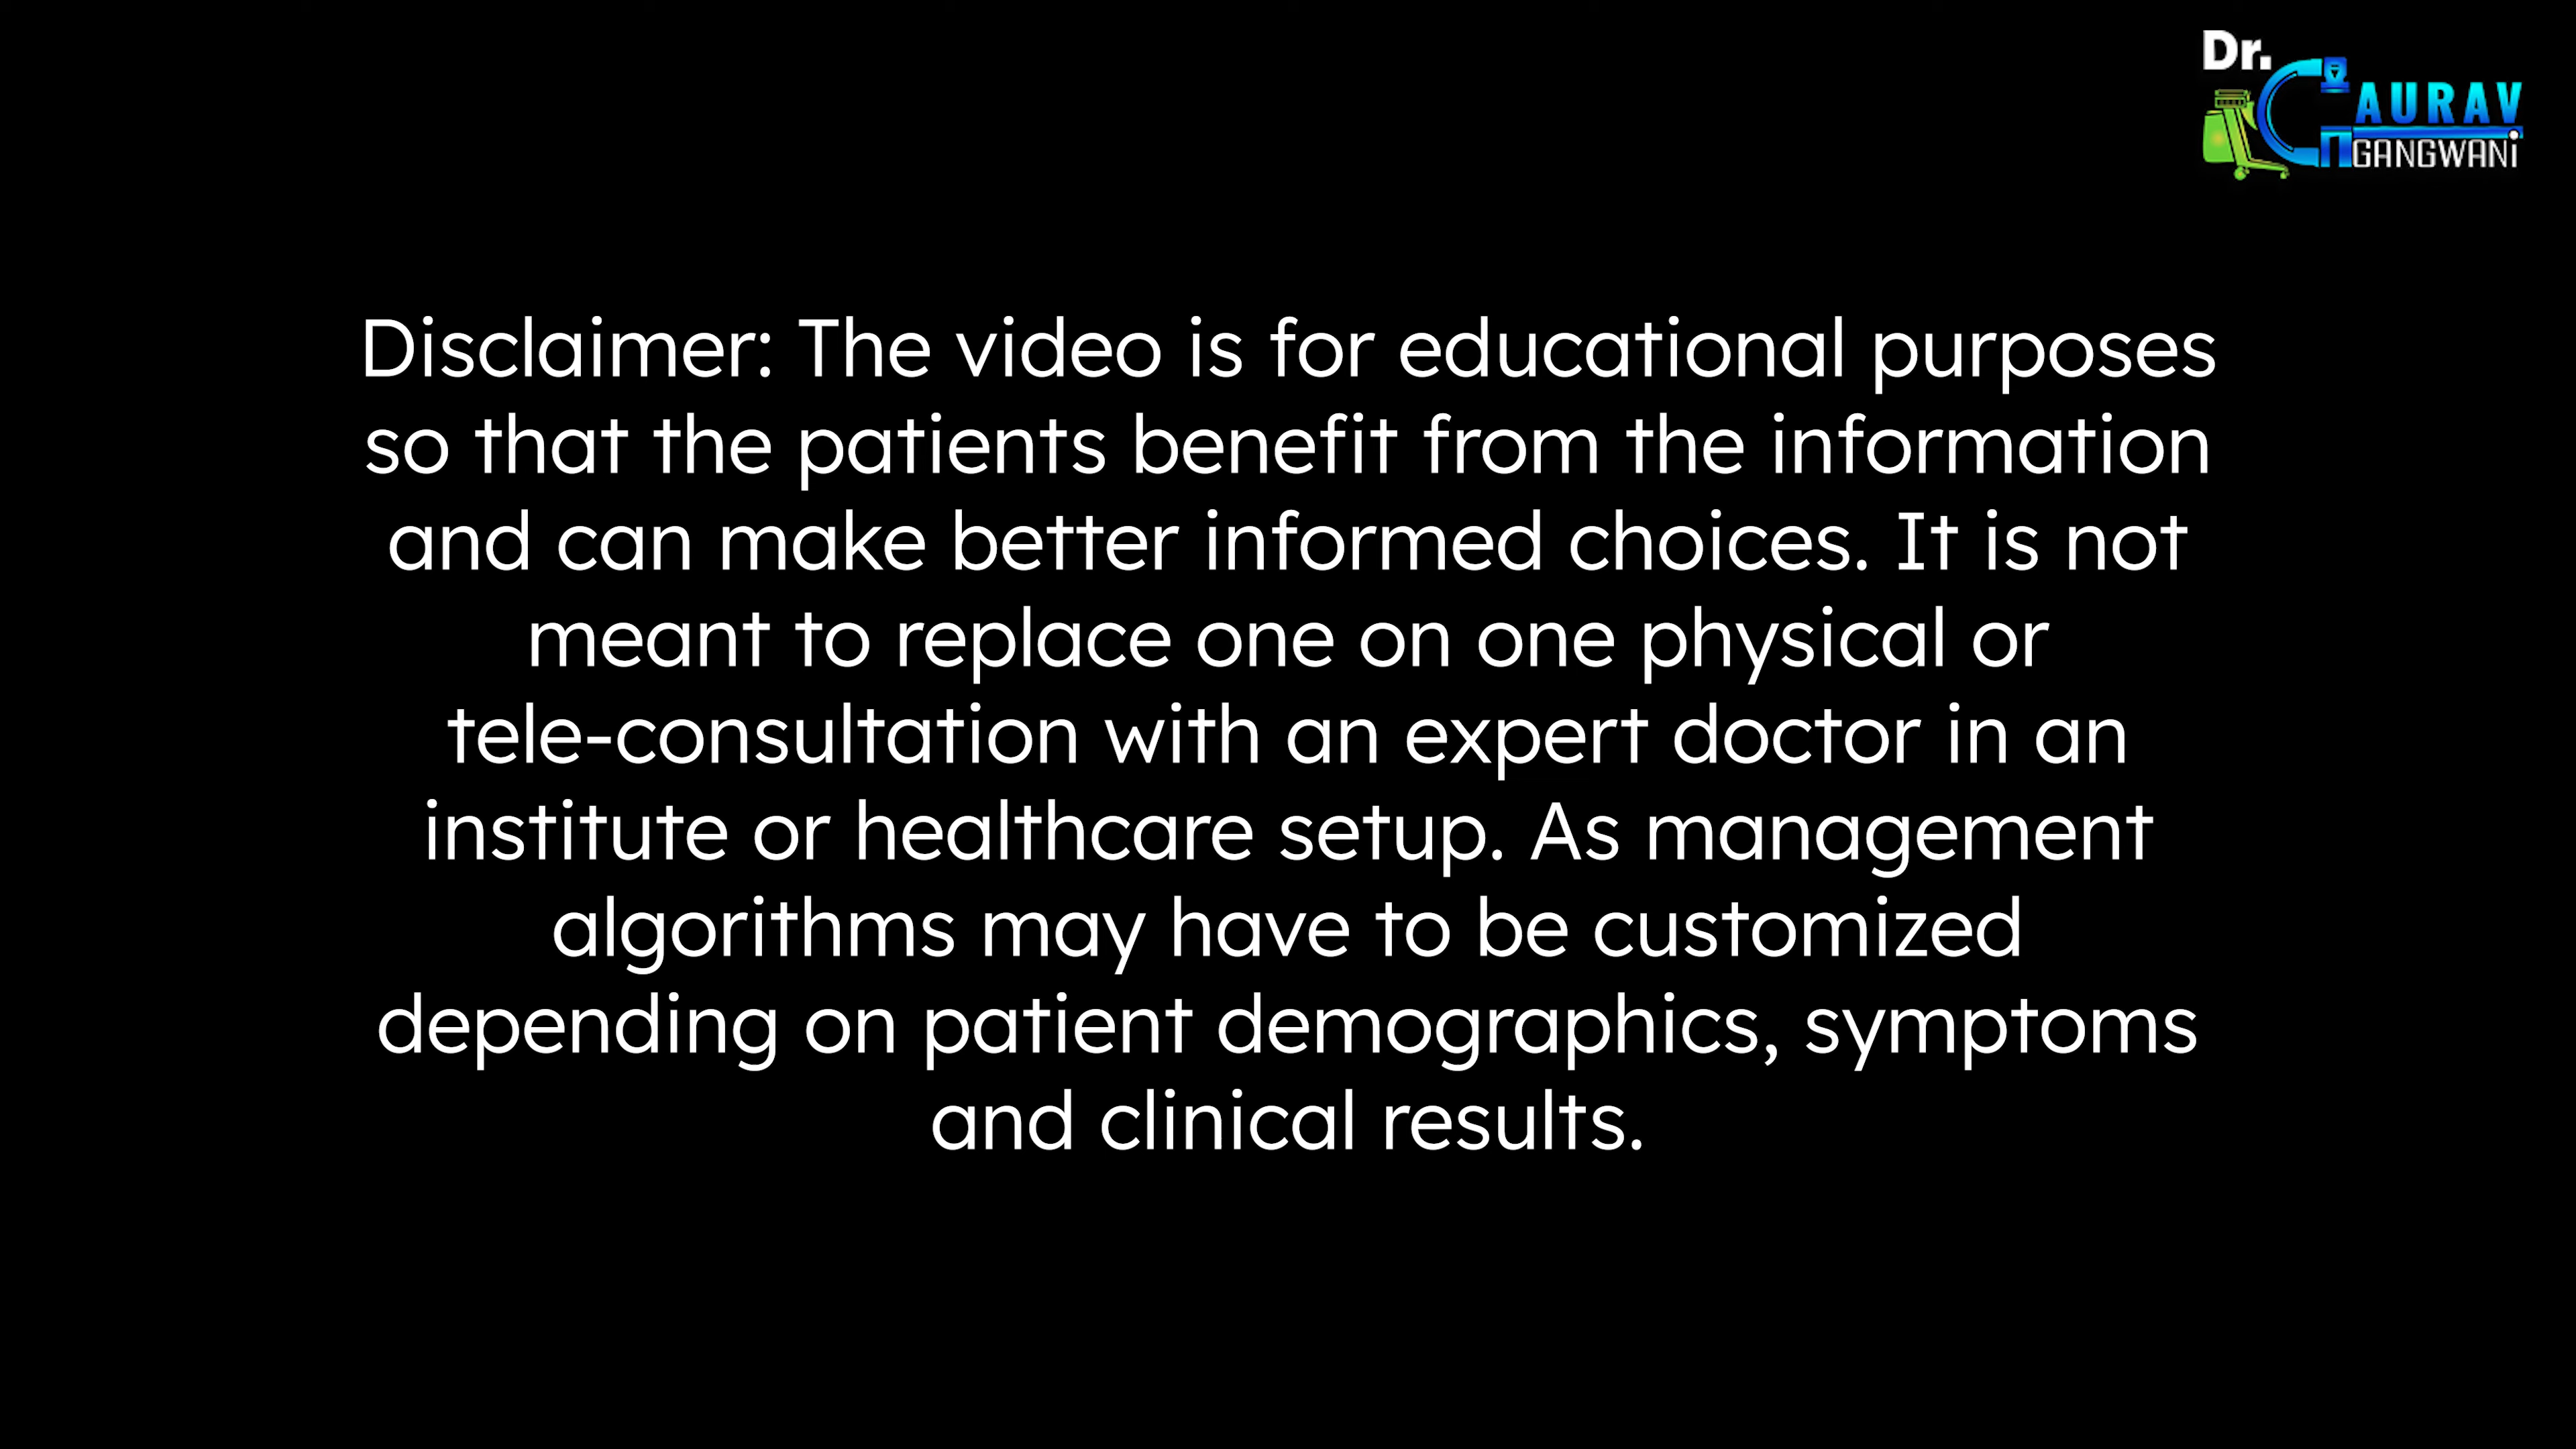 Dr.
GAURAV
GANGWANi
Disclaimer: The video is for educational purposes
so that the patients benefit from the information
and can make better informed choices. It is not
meant to replace one on one physical or
tele-consultation with an expert doctor in an
institute or healthcare setup. As management
algorithms may have to be customized
depending on patient demographics, symptoms
and clinical results.